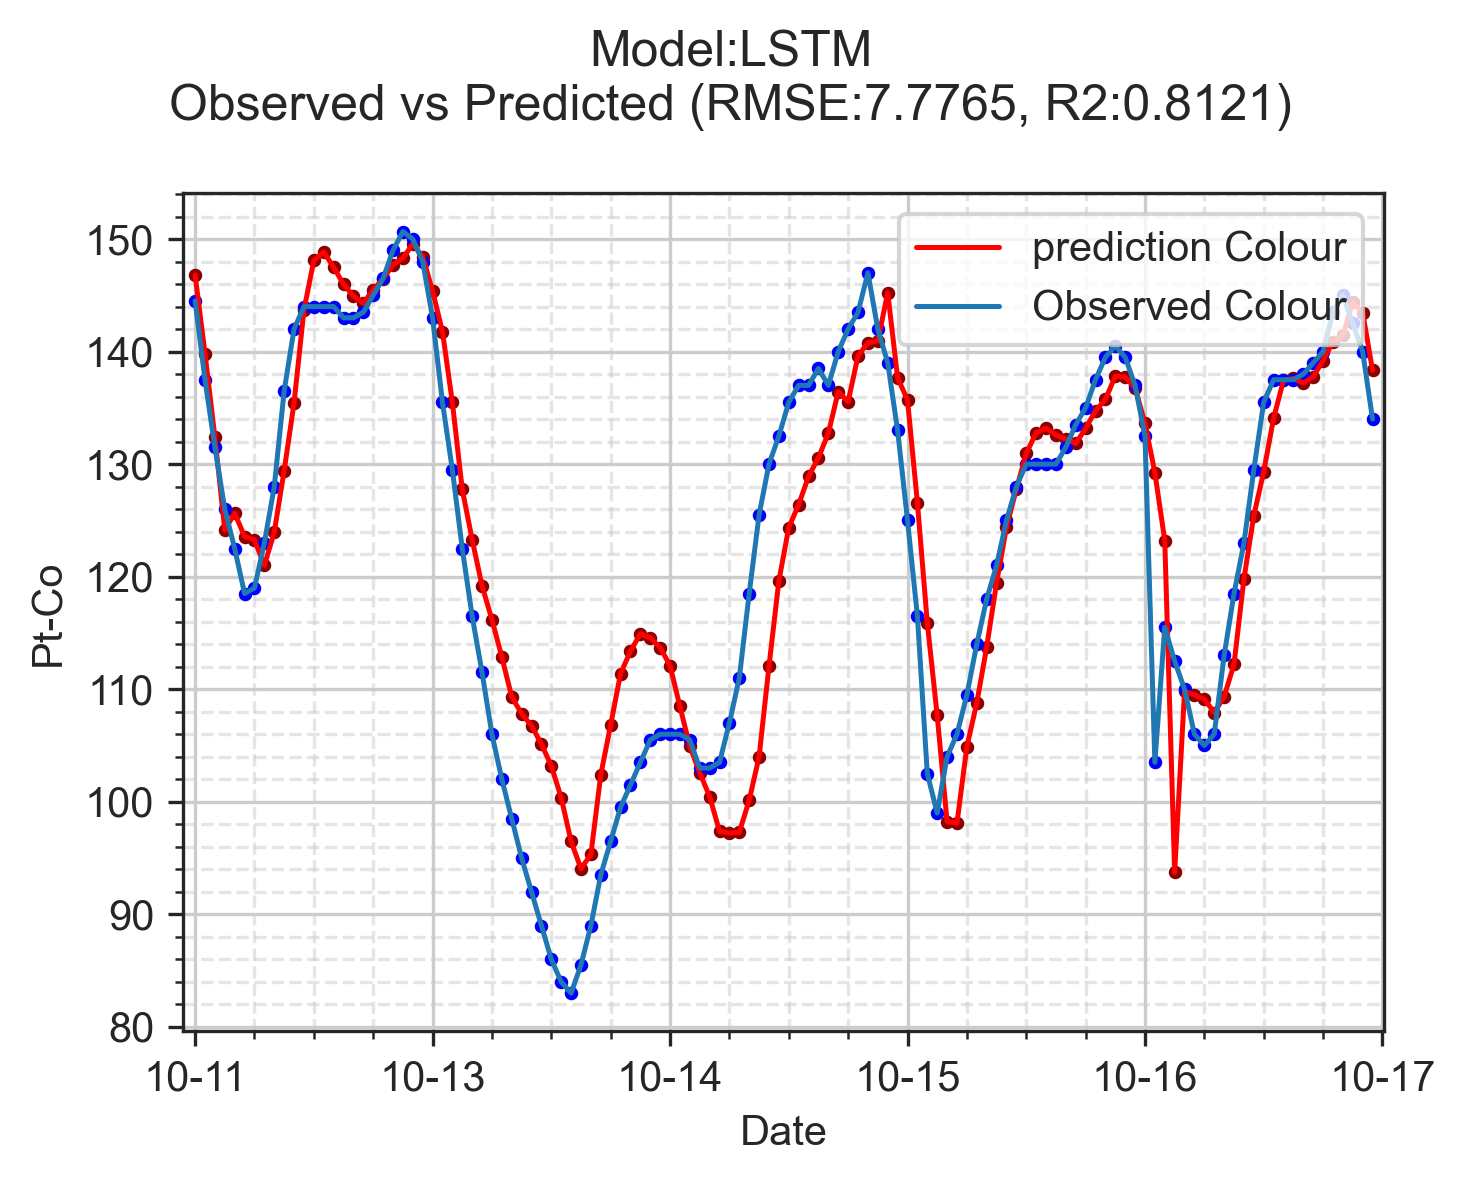 Model:LSTM
Observed vs Predicted (RMSE:7.7765, R2:0.8121)
prediction Colour
Observed Colour
150
140
130
120
110
100
90
80
Pt-Co
10-11
10-13
10-14
10-15
10-16
10-17
Date